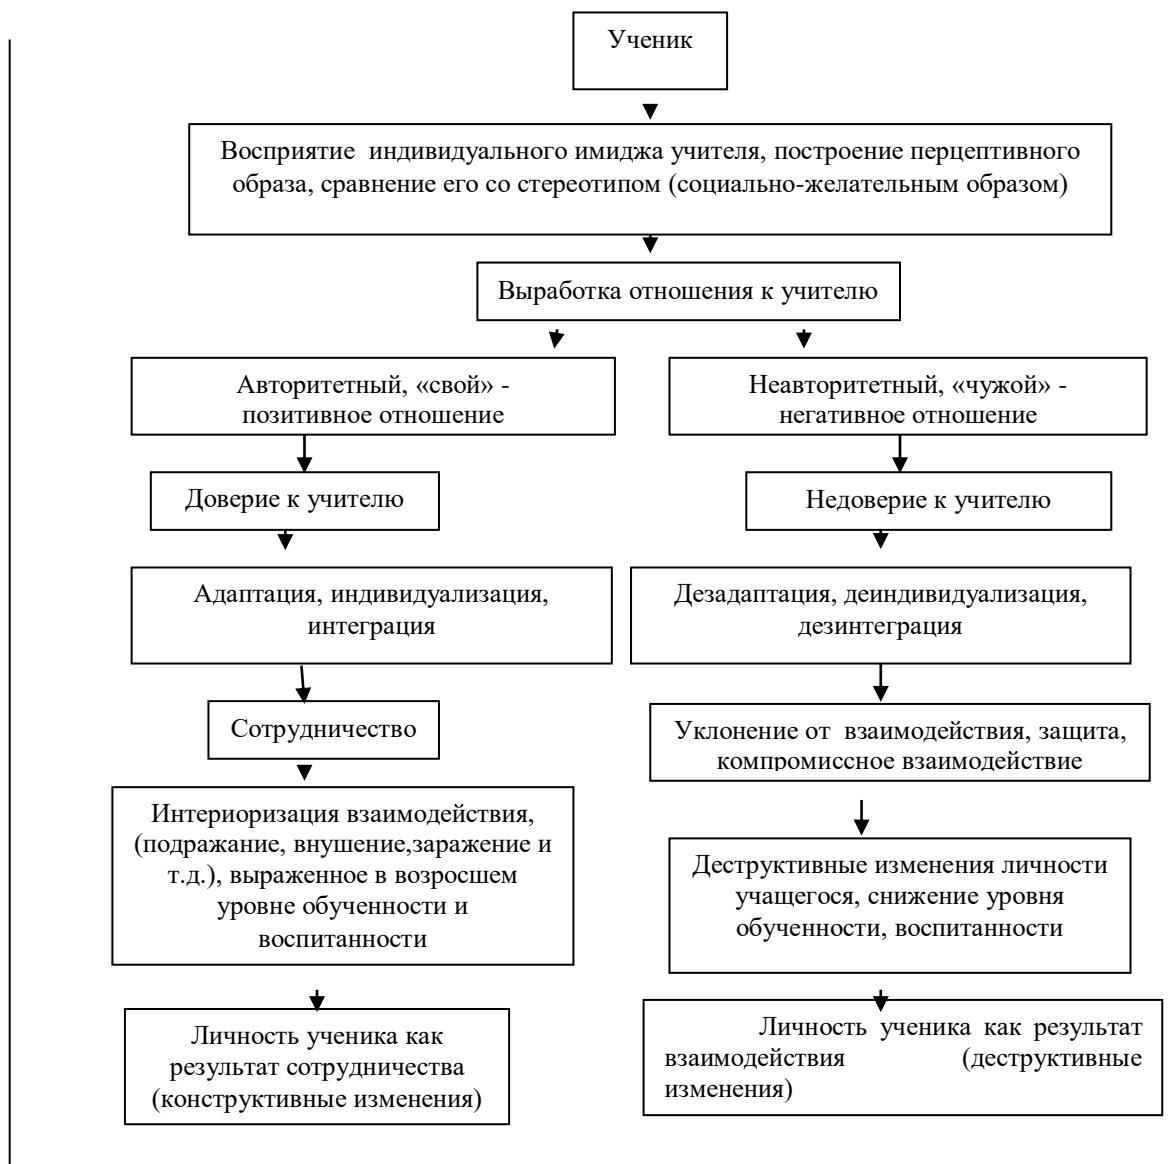 Ученик
Восприятие индивидуального имиджа учителя, построение перцептивного
образа, сравнение его со стереотипом (социально-желательным образом)
Выработка отношения к учителю
Авторитетный, «свой» -
позитивное отношение
Неавторитетный, «чужой» -
негативное отношение
Доверие к учителю
Недоверие к учителю
Адаптация, индивидуализация,
интеграция
Дезадаптация, деиндивидуализация,
дезинтеграция
Сотрудничество
Уклонение от взаимодействия, защита,
компромиссное взаимодействие
Интериоризация взаимодействия,
(подражание, внушение,заражение и
т.д.), выраженное в возросшем
уровне обученности и
воспитанности
Деструктивные изменения личности
учащегося, снижение уровня
обученности, воспитанности
Личность ученика как
результат сотрудничества
(конструктивные изменения)
Личность ученика как результат
взаимодействия (деструктивные
изменения)